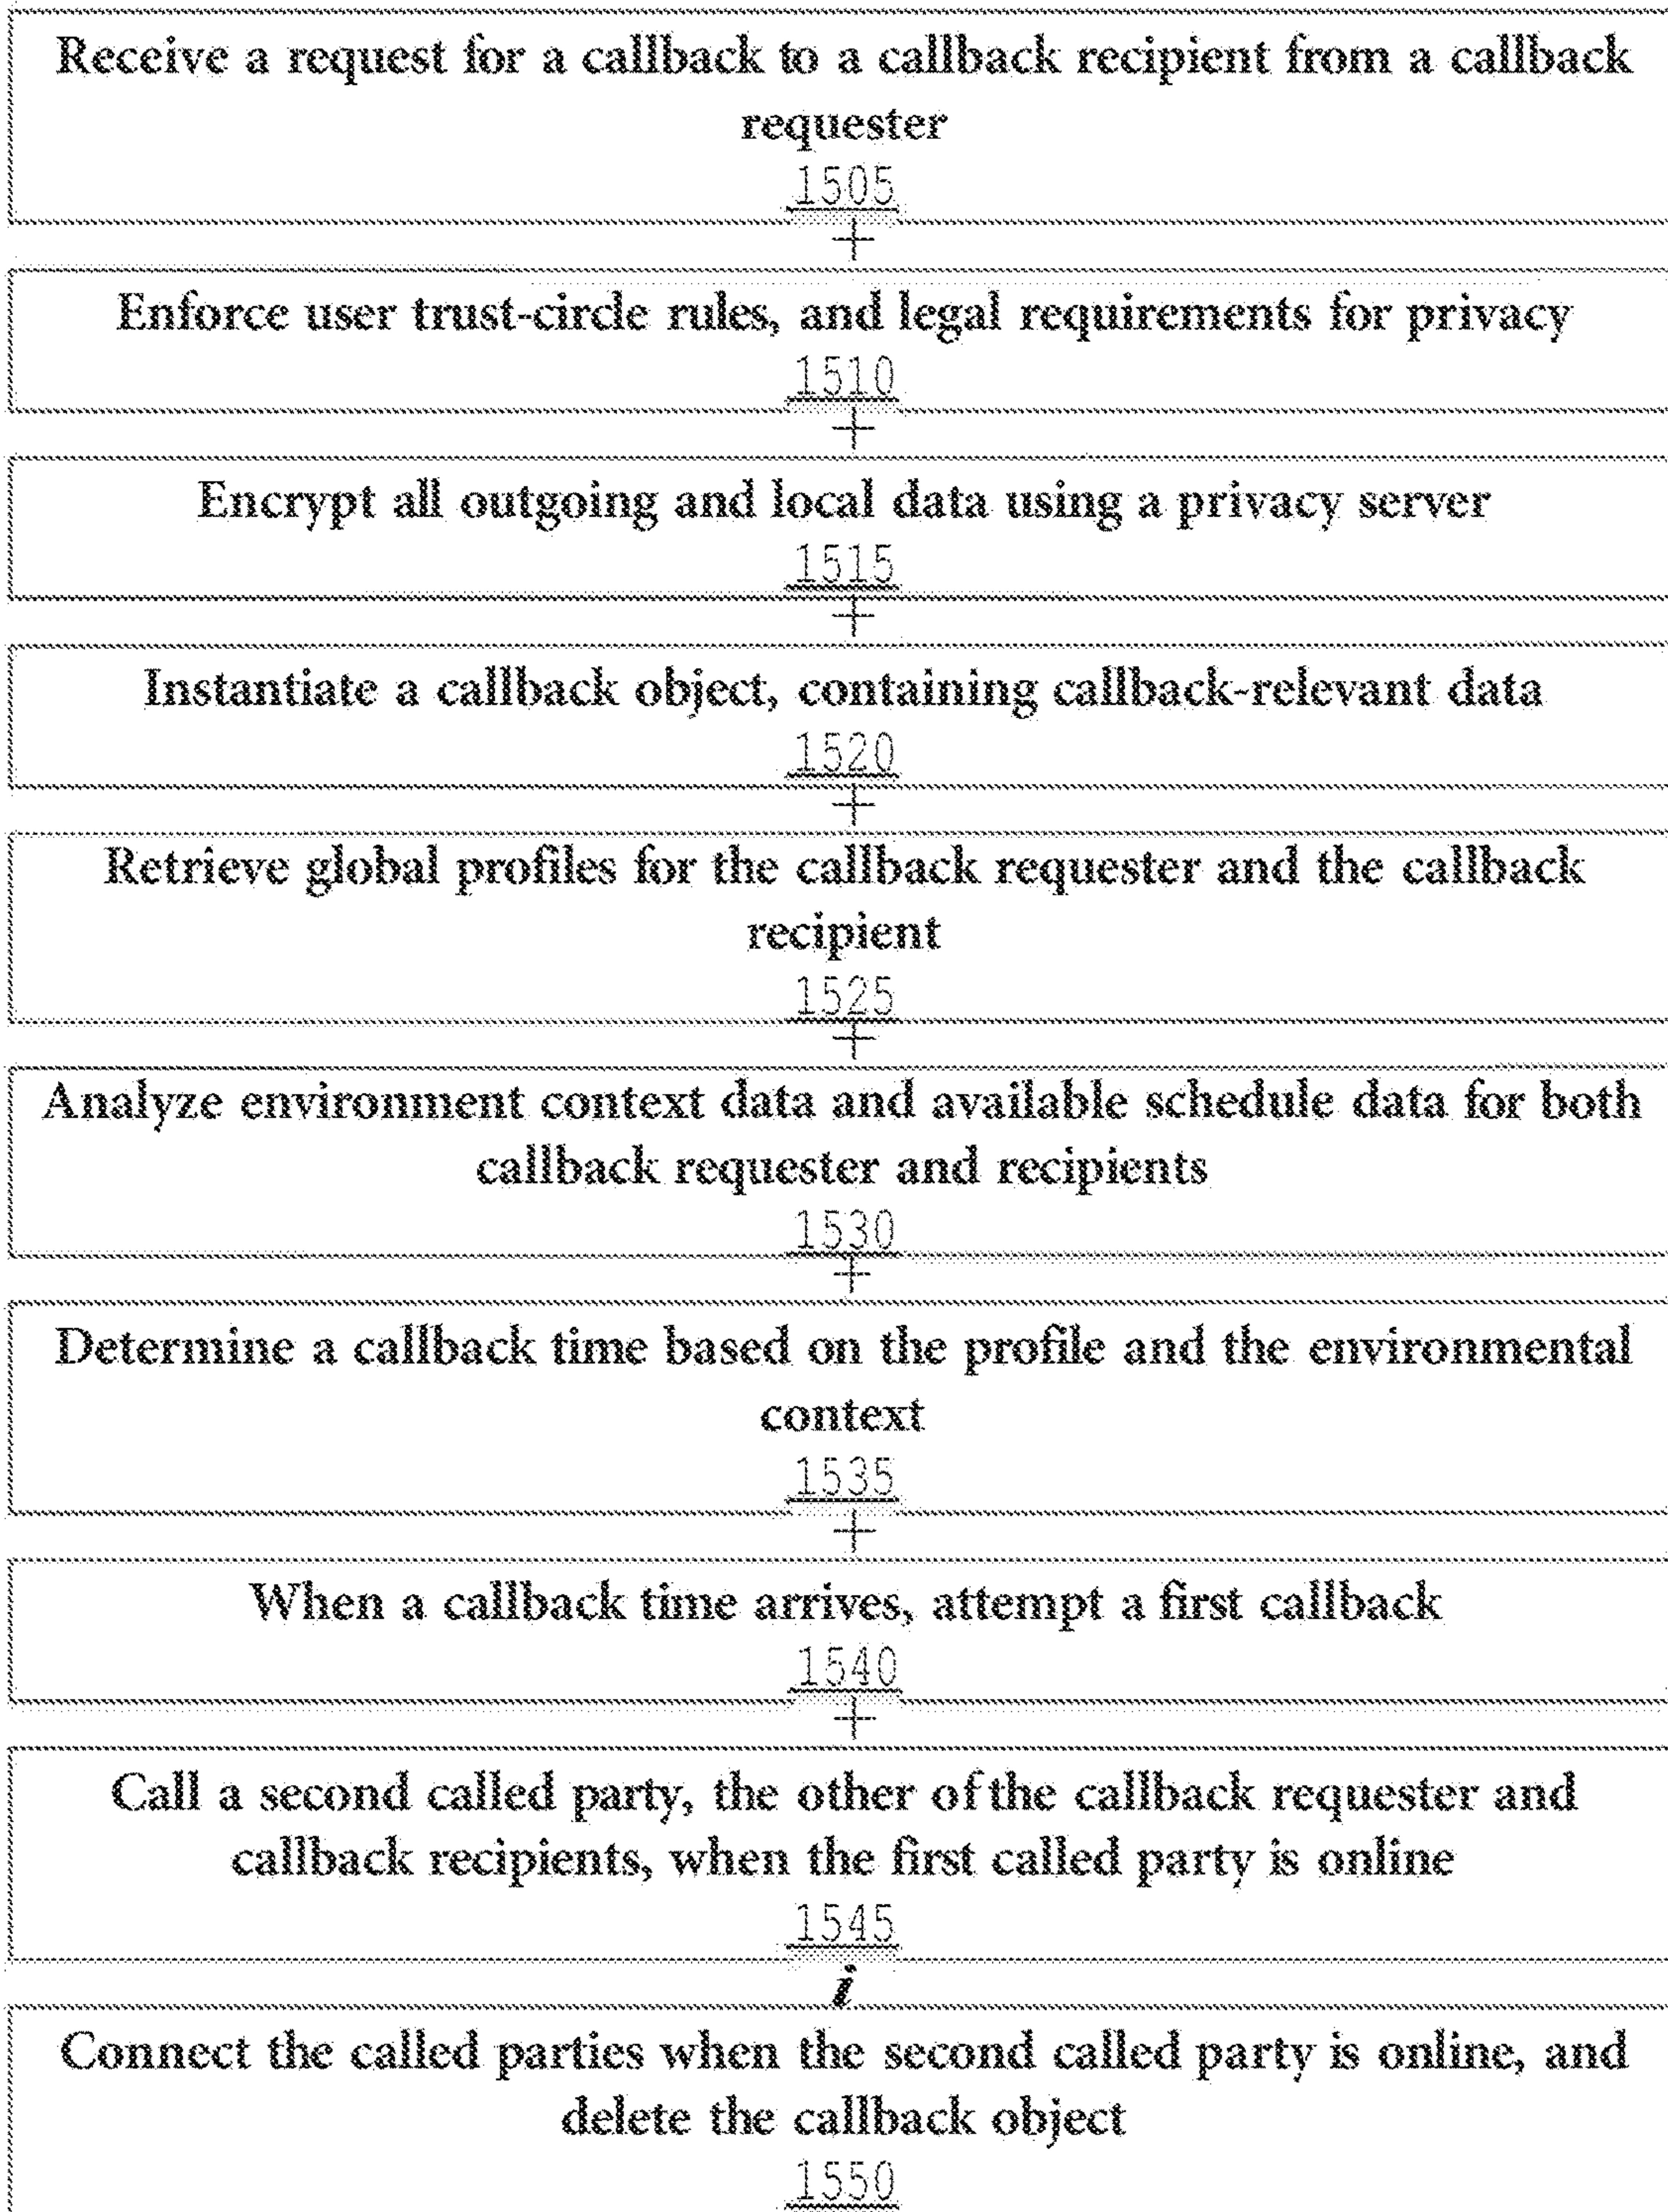 Receive a request for a callback to a callback recipient from a callback
requester
1505
Enforce user trust-circle rules, and legal requirements for privacy
1510
Encrypt all outgoing and local data using a privacy server
1515
Instantiate a callback object, containing callback-relevant data
1520
Retrieve global profiles for the callback requester and the callback
recipient
1525
Analyze environment context data and available schedule data for both
callback requester and recipients
1530
Determine a callback time based on the profile and the environmental
context
1535
When a callback time arrives, attempt a first callback
1540
Call a second called party, the other of the callback requester and
callback recipients, when the first called party is online
1545
i
Connect the called parties when the second called party is online, and
delete the callback object
1550